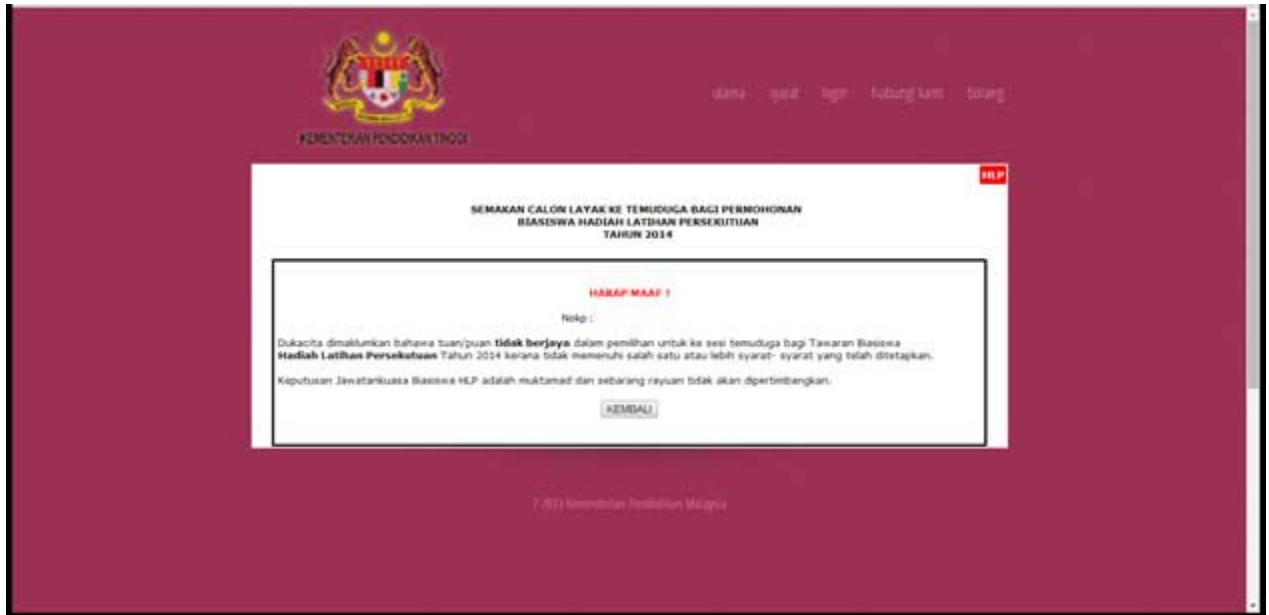 KEMENTERIAN PENDIDIKAN TINGGI
utama syarat login hubungi kami borang
HLP
SEMAKAN CALON LAYAK KE TEMUDUGA BAGI PERMOHONAN
BIASISWA HADIAH LATIHAN PERSEKUTUAN
TAHUN 2014
HARAP MAAF !
Nokp :
Dukacita dimaklumkan bahawa tuan/puan tidak berjaya dalam pemilihan untuk ke sesi temuduga bagi Tawaran Biasiswa
Hadiah Latihan Persekutuan Tahun 2014 kerana tidak memenuhi salah satu atau lebih syarat- syarat yang telah ditetapkan.
Keputusan Jawatankuasa Biasiswa HLP adalah muktamad dan sebarang rayuan tidak akan dipertimbangkan.
KEMBALI
Kementerian Pendidikan Malaysia